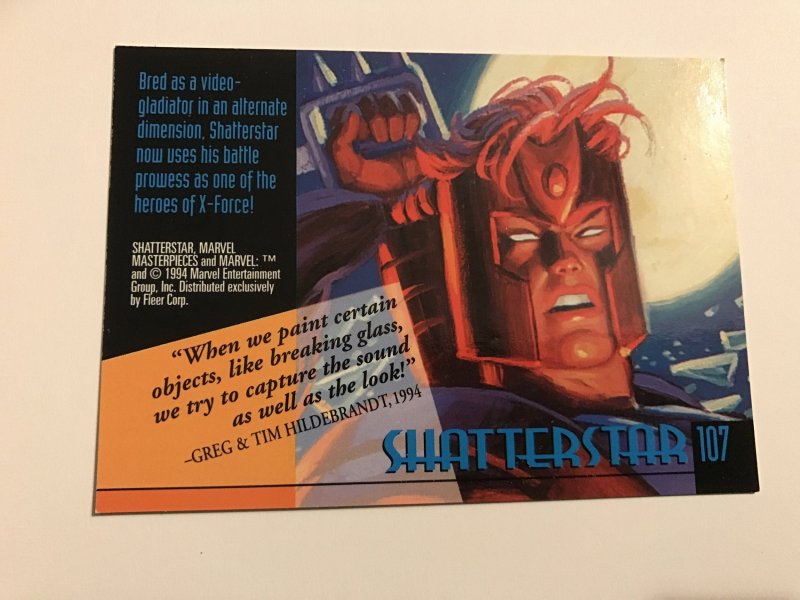 Bred as a video-
gladiator in an alternate
dimension, Shatterstar
now uses his battle
prowess as one of the
heroes of X-Force!
SHATTERSTAR, MARVEL
MASTERPIECES and MARVEL: ™
and © 1994 Marvel Entertainment
Group, Inc. Distributed exclusively
by Fleer Corp.
“When we paint certain
objects, like breaking glass,
we try to capture the sound
as well as the look!”
–GREG & TIM HILDEBRANDT, 1994
SHATTERSTAR 107